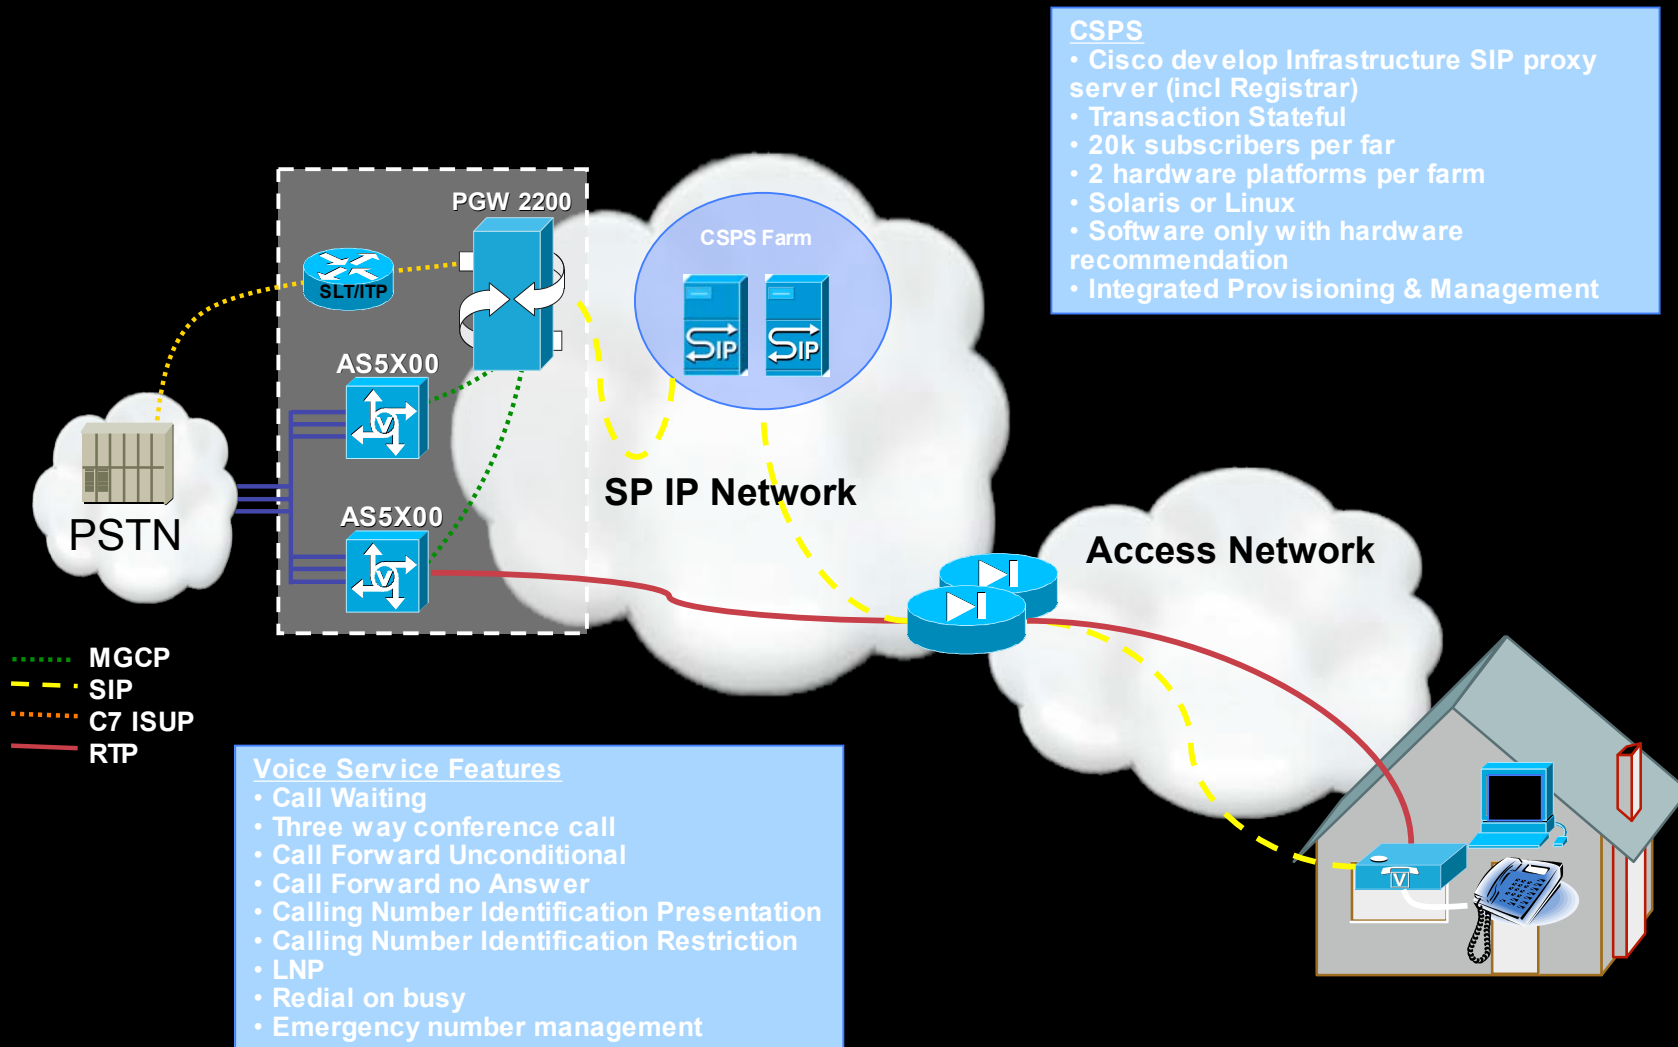 CSPS
• Cisco develop Infrastructure SIP proxy
server (incl Registrar)
• Transaction Stateful
• 20k subscribers per far
• 2 hardware platforms per farm
• Solaris or Linux
• Software only with hardware
recommendation
• Integrated Provisioning & Management
PGW 2200
CSPS Farm
SLT/ITP
SIP
SIP
AS5X00
V
SP IP Network
PSTN
AS5X00
V
Access Network
MGCP
SIP
C7 ISUP
RTP
Voice Service Features
• Call Waiting
• Three way conference call
• Call Forward Unconditional
• Call Forward no Answer
• Calling Number Identification Presentation
• Calling Number Identification Restriction
• LNP
• Redial on busy
• Emergency number management
V